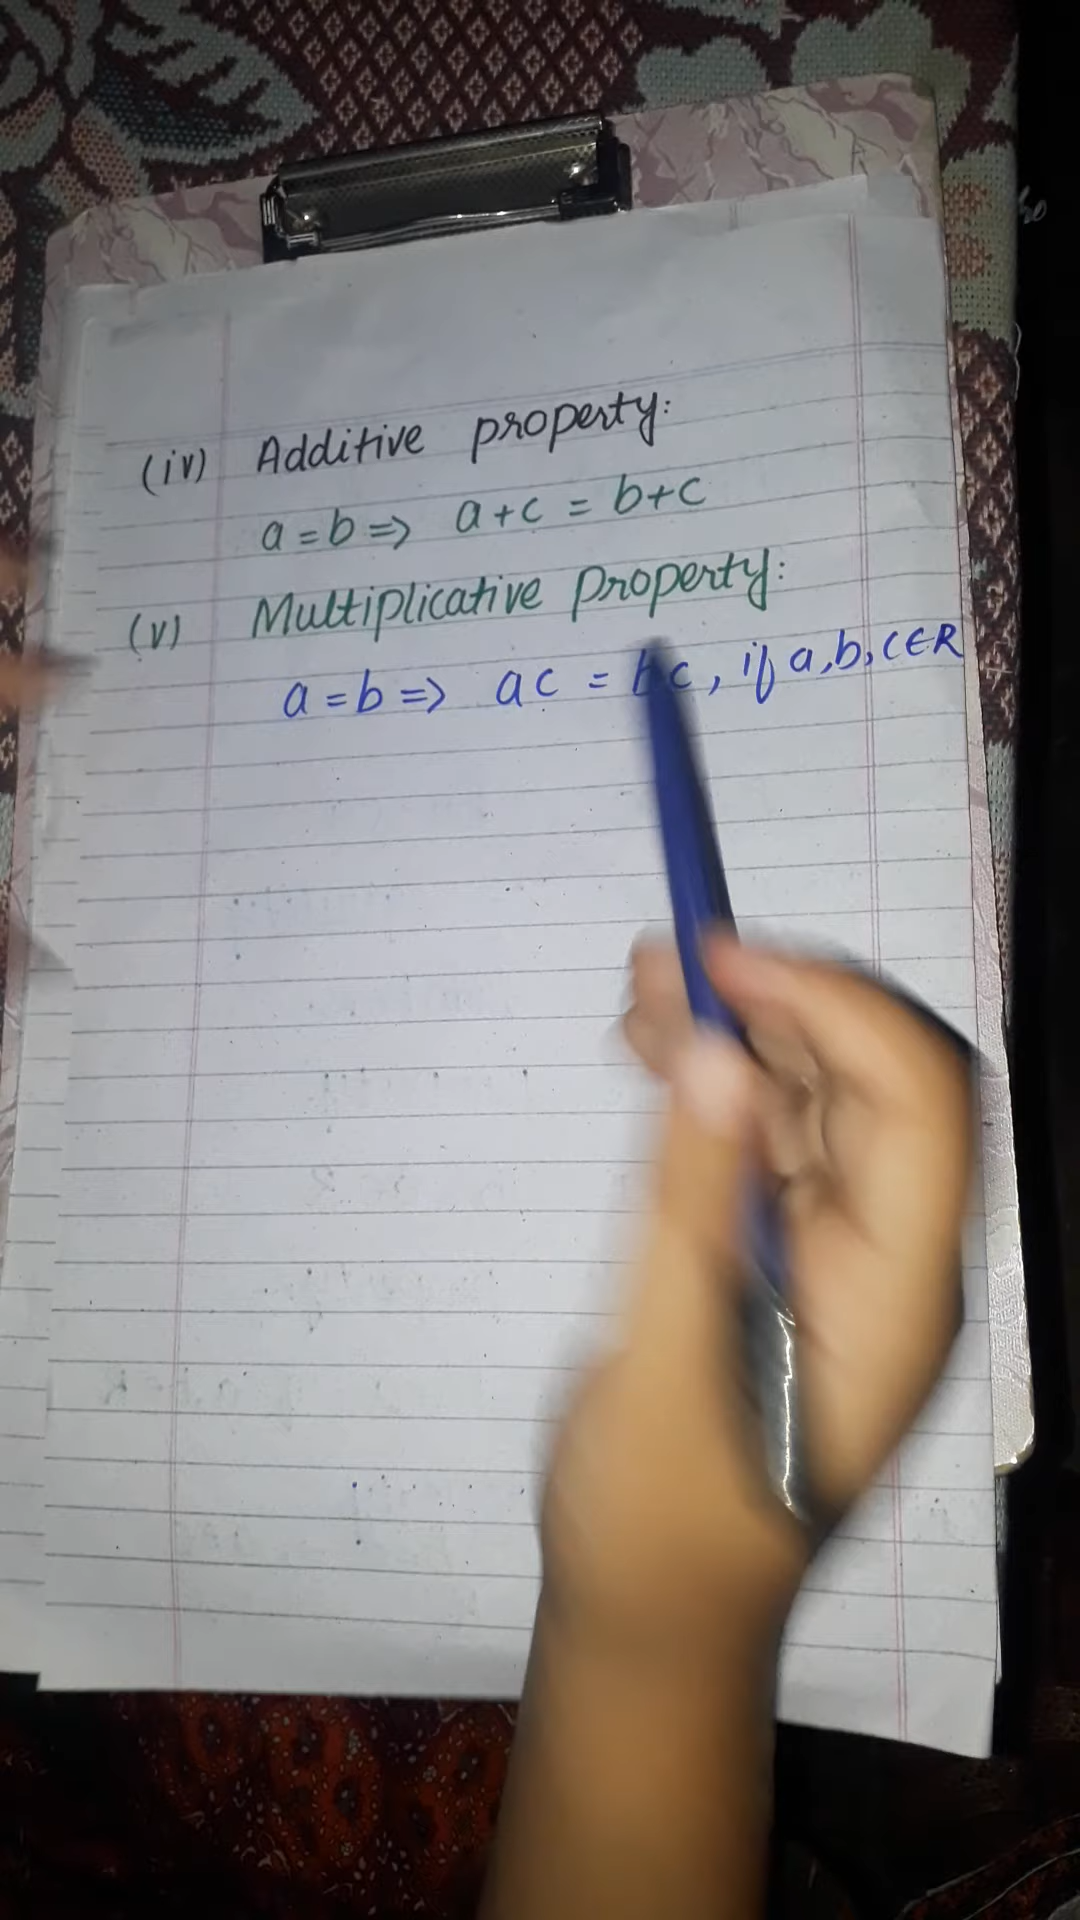 (iv) Additive property:
a = b => a + c = b + c
(v) Multiplicative Property:
a = b => ac = bc, if a, b, c ∈ R